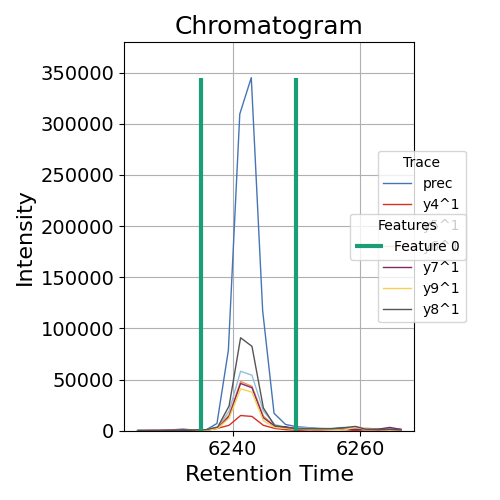 Chromatogram
Intensity
350000
300000
250000
200000
150000
100000
50000
0
6240
6260
Retention Time
Trace
prec
y4^1
Features
Feature 0
y7^1
y9^1
y8^1